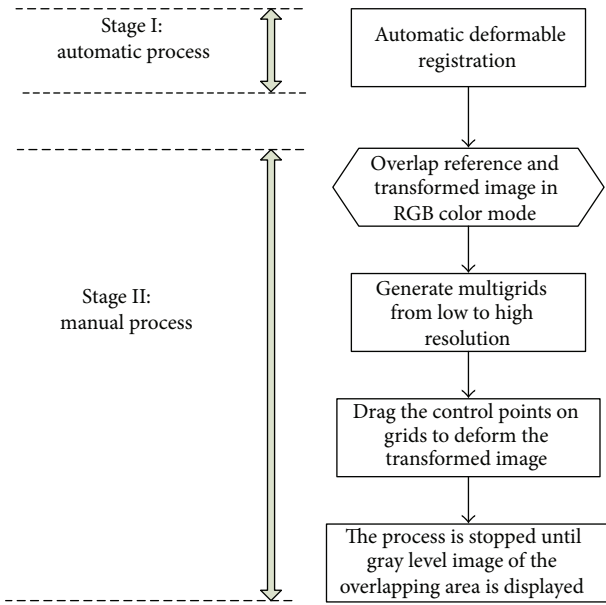 Stage I:
automatic process
Automatic deformable
registration
Overlap reference and
transformed image in
RGB color mode
Stage II:
manual process
Generate multigrids
from low to high
resolution
Drag the control points on
grids to deform the
transformed image
The process is stopped until
gray level image of the
overlapping area is displayed